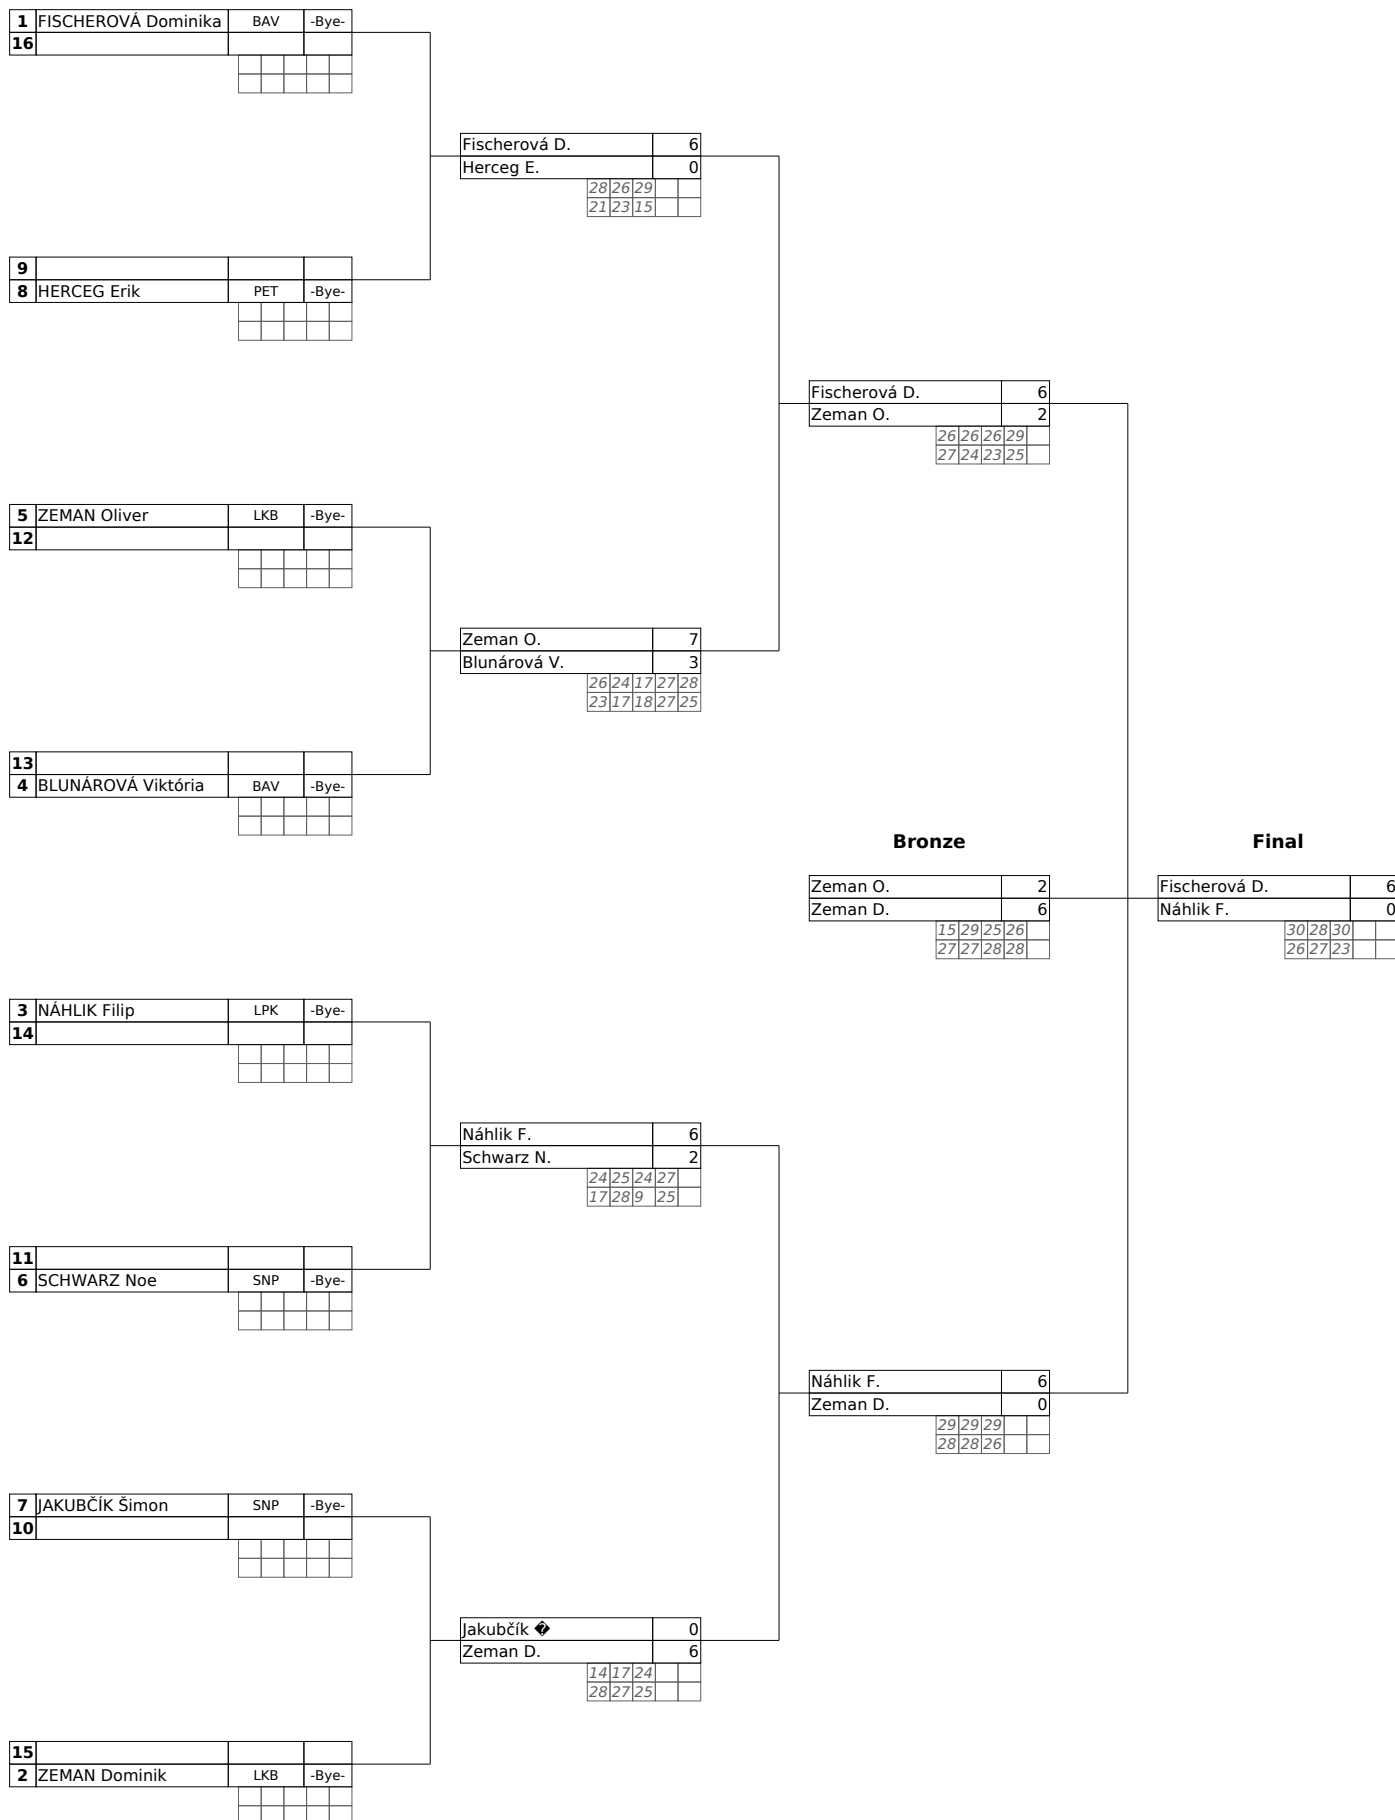 1 FISCHEROVÁ Dominika BAV -Bye-
16
Fischerová D. 6
Herceg E. 0
28 26 29
21 23 15
9
8 HERCEG Erik PET -Bye-
Fischerová D. 6
Zeman O. 2
26 26 26 29
27 24 23 25
5 ZEMAN Oliver LKB -Bye-
12
Zeman O. 7
Blunárová V. 3
26 24 17 27 28
23 17 18 27 25
13
4 BLUNÁROVÁ Viktória BAV -Bye-
Bronze Final
Zeman O. 2
Zeman D. 6
15 29 25 26
27 27 28 28
Fischerová D. 6
Náhlik F. 0
30 28 30
26 27 23
3 NÁHLIK Filip LPK -Bye-
14
Náhlik F. 6
Schwarz N. 2
24 25 24 27
17 28 9 25
11
6 SCHWARZ Noe SNP -Bye-
Náhlik F. 6
Zeman D. 0
29 29 29
28 28 26
7 JAKUBČÍK Šimon SNP -Bye-
10
Jakubčík � 0
Zeman D. 6
14 17 24
28 27 25
15
2 ZEMAN Dominik LKB -Bye-